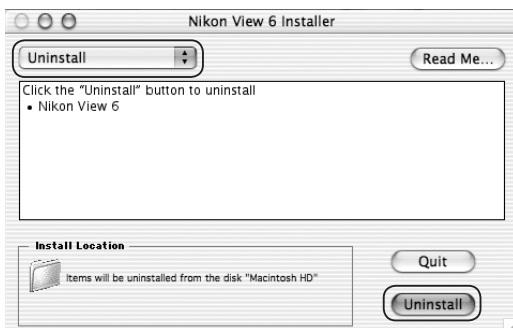 Nikon View 6 Installer
Uninstall
Read Me...
Click the “Uninstall” button to uninstall
• Nikon View 6
Install Location
Items will be uninstalled from the disk "Macintosh HD"
Quit
Uninstall